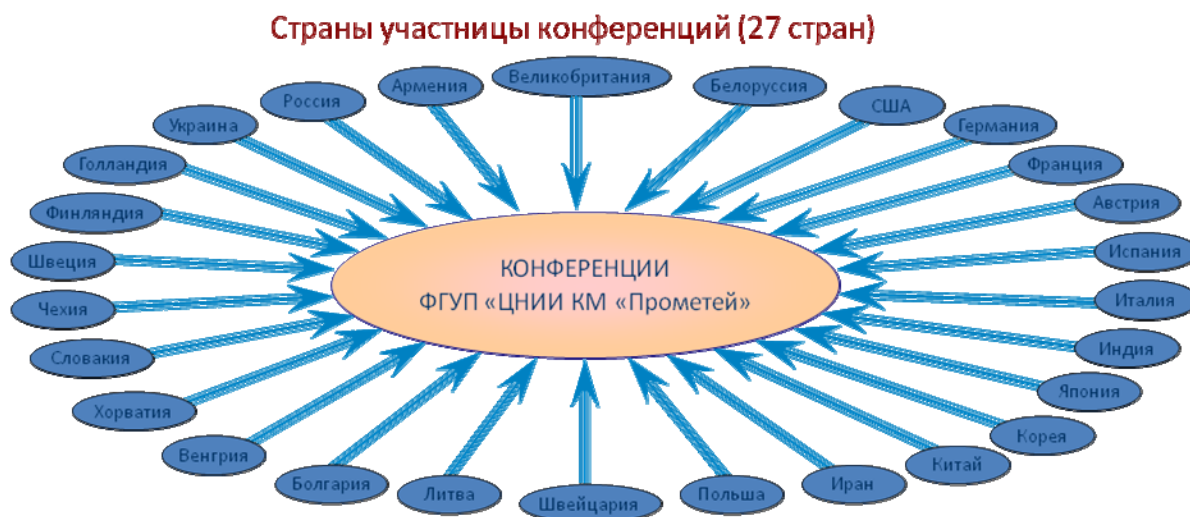 Страны участницы конференций (27 стран)
Великобритания
Белоруссия
США
Германия
Франция
Австрия
Испания
Италия
Индия
Япония
Корея
Китай
Иран
Польша
Швейцария
Литва
Болгария
Венгрия
Хорватия
Словакия
Чехия
Швеция
Финляндия
Голландия
Украина
Россия
Армения
КОНФЕРЕНЦИИ
ФГУП «ЦНИИ КМ «Прометей»